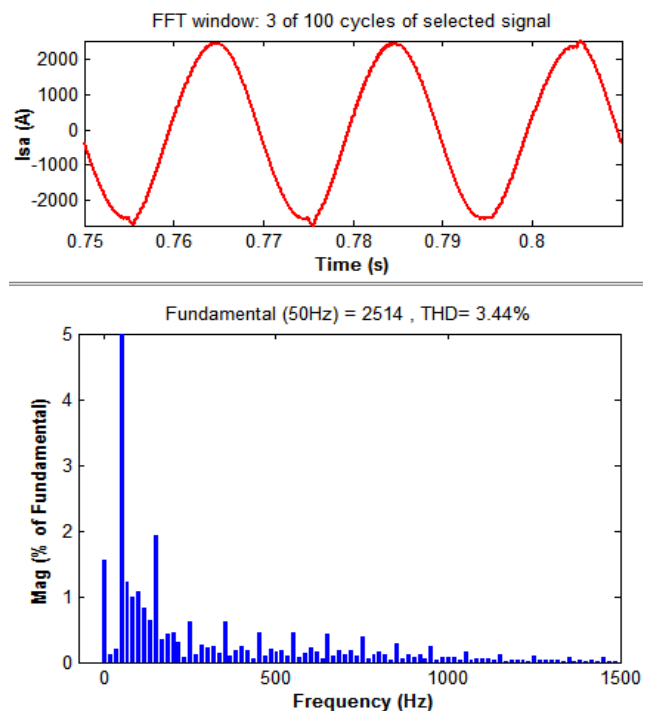 FFT window: 3 of 100 cycles of selected signal
2000
1000
0
-1000
-2000
Isa (A)
0.75 0.76 0.77 0.78 0.79 0.8
Time (s)
Fundamental (50Hz) = 2514 , THD= 3.44%
5
4
3
2
1
0
Mag (% of Fundamental)
0 500 1000 1500
Frequency (Hz)